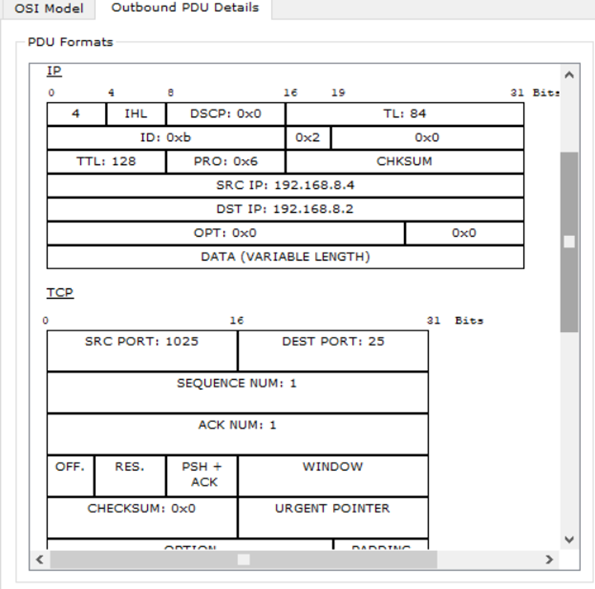 OSI Model Outbound PDU Details
PDU Formats
IP
0 4 8 16 19 31 Bits
4 IHL DSCP: 0x0 TL: 84
ID: 0xb 0x2 0x0
TTL: 128 PRO: 0x6 CHKSUM
SRC IP: 192.168.8.4
DST IP: 192.168.8.2
OPT: 0x0 0x0
DATA (VARIABLE LENGTH)
TCP
0 16 31 Bits
SRC PORT: 1025 DEST PORT: 25
SEQUENCE NUM: 1
ACK NUM: 1
OFF. RES. PSH + ACK WINDOW
CHECKSUM: 0x0 URGENT POINTER
OPTION PADDING